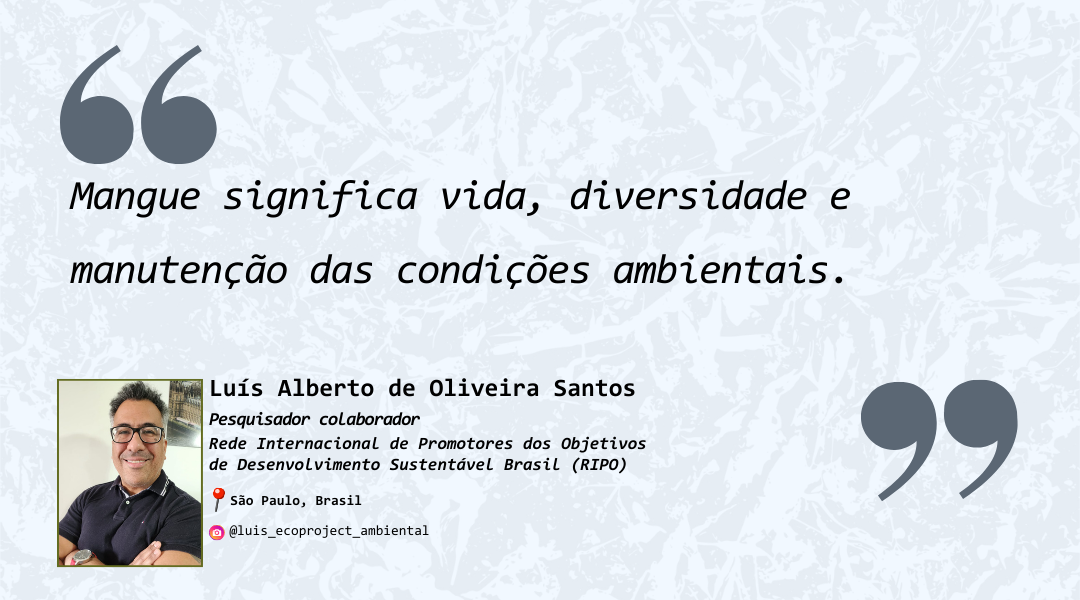 “
Mangue significa vida, diversidade e
manutenção das condições ambientais.
Luís Alberto de Oliveira Santos
Pesquisador colaborador
Rede Internacional de Promotores dos Objetivos
de Desenvolvimento Sustentável Brasil (RIPO)
São Paulo, Brasil
@luis_ecoproject_ambiental
”